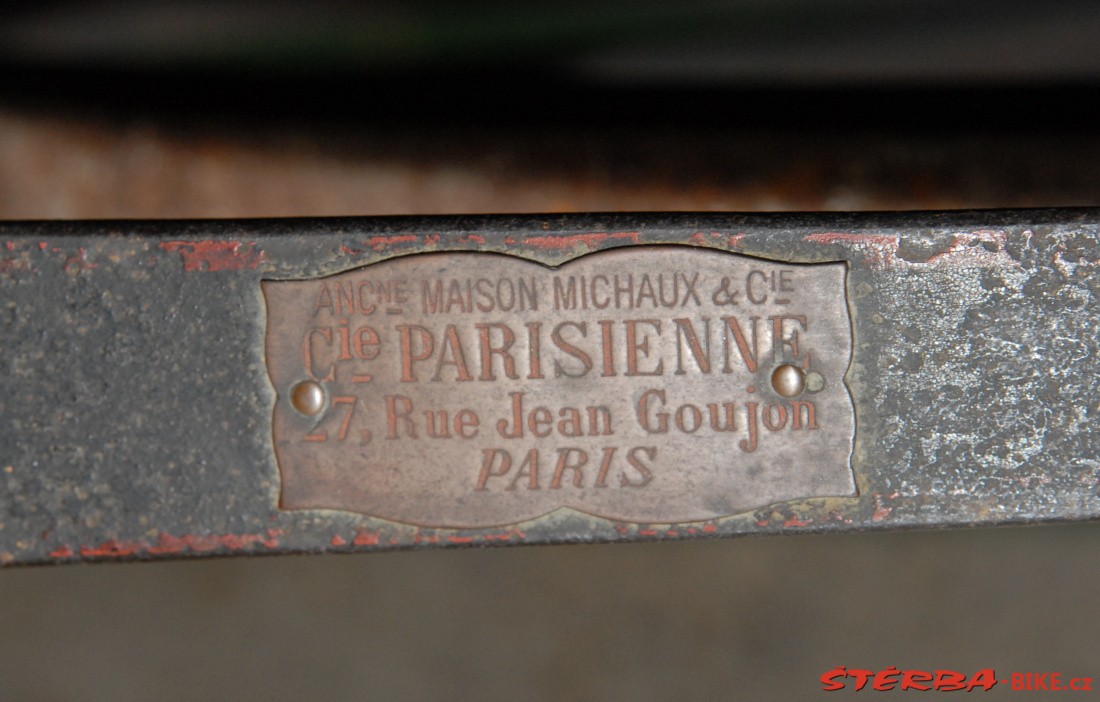 ANCNE MAISON MICHAUX & CIE
Cie PARISIENNE
27, Rue Jean Goujon
PARIS
ŠTĚRBA-BIKE.cz